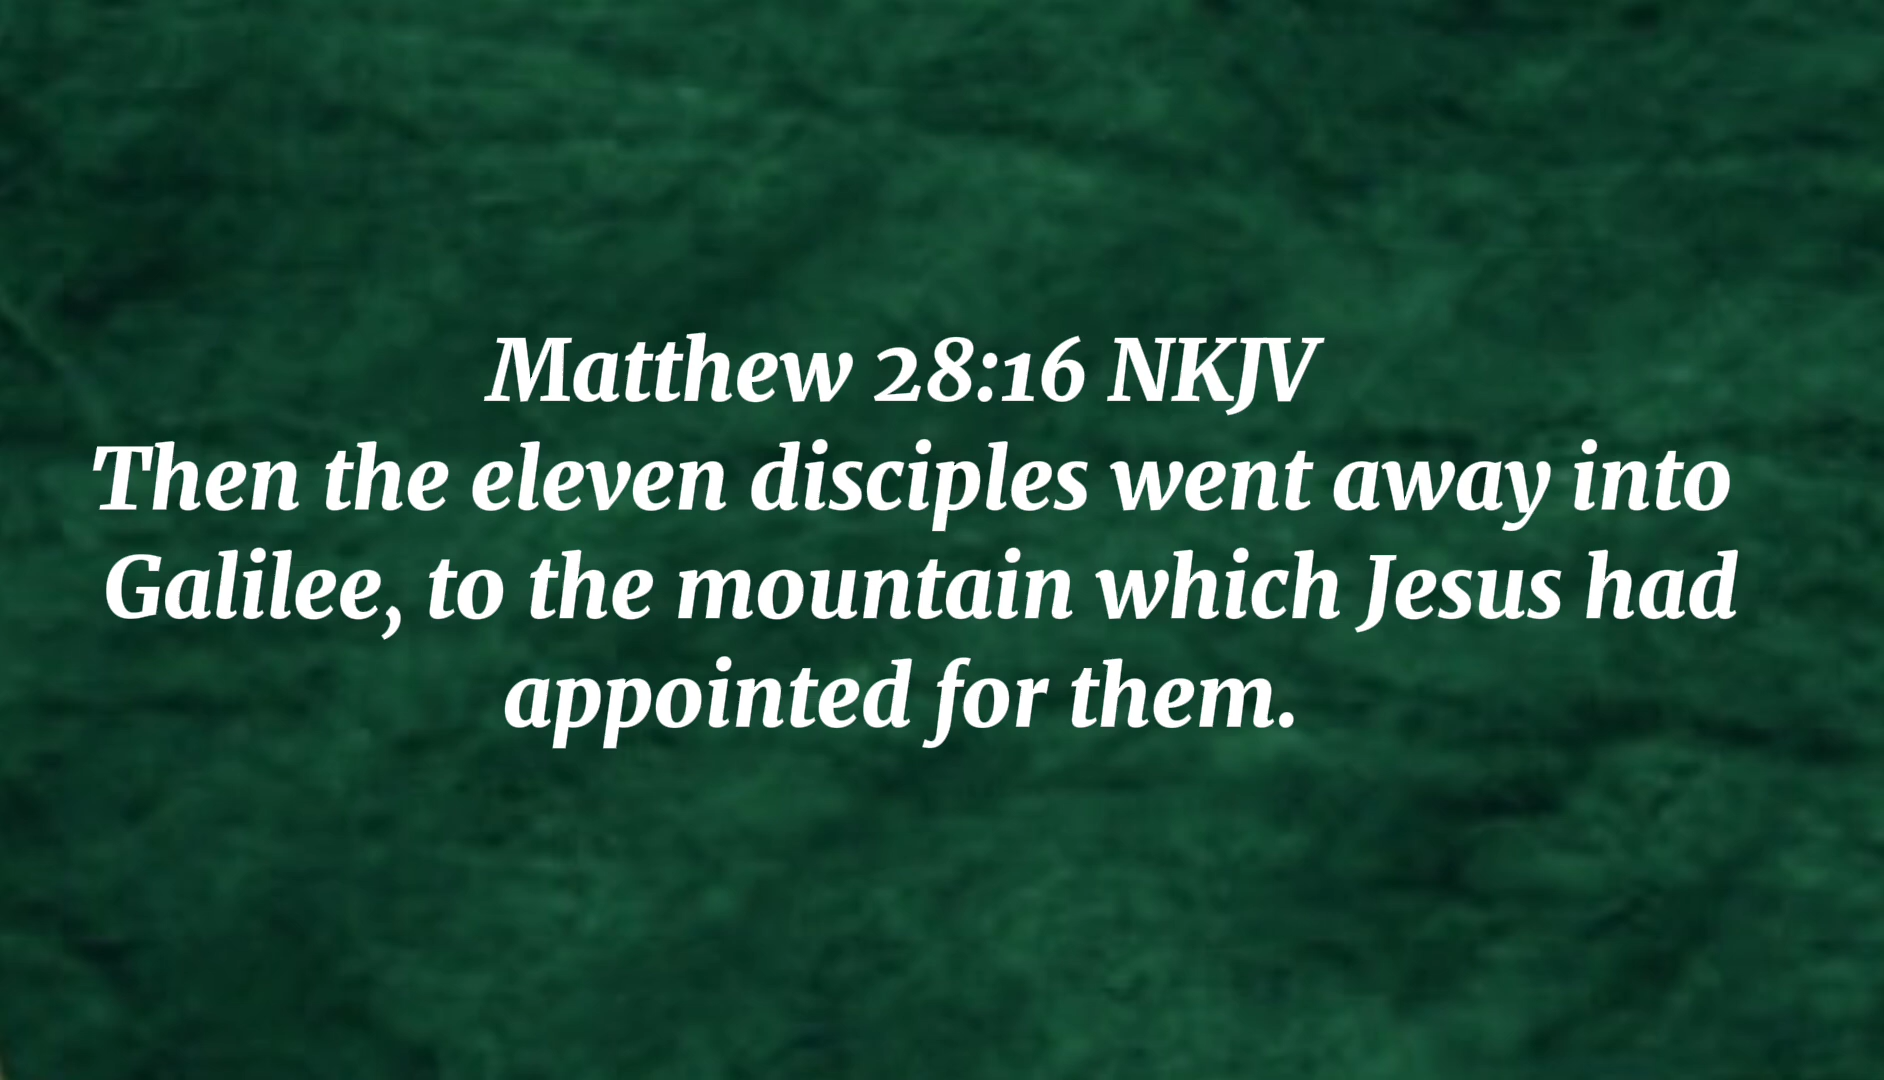 Matthew 28:16 NKJV
Then the eleven disciples went away into
Galilee, to the mountain which Jesus had
appointed for them.